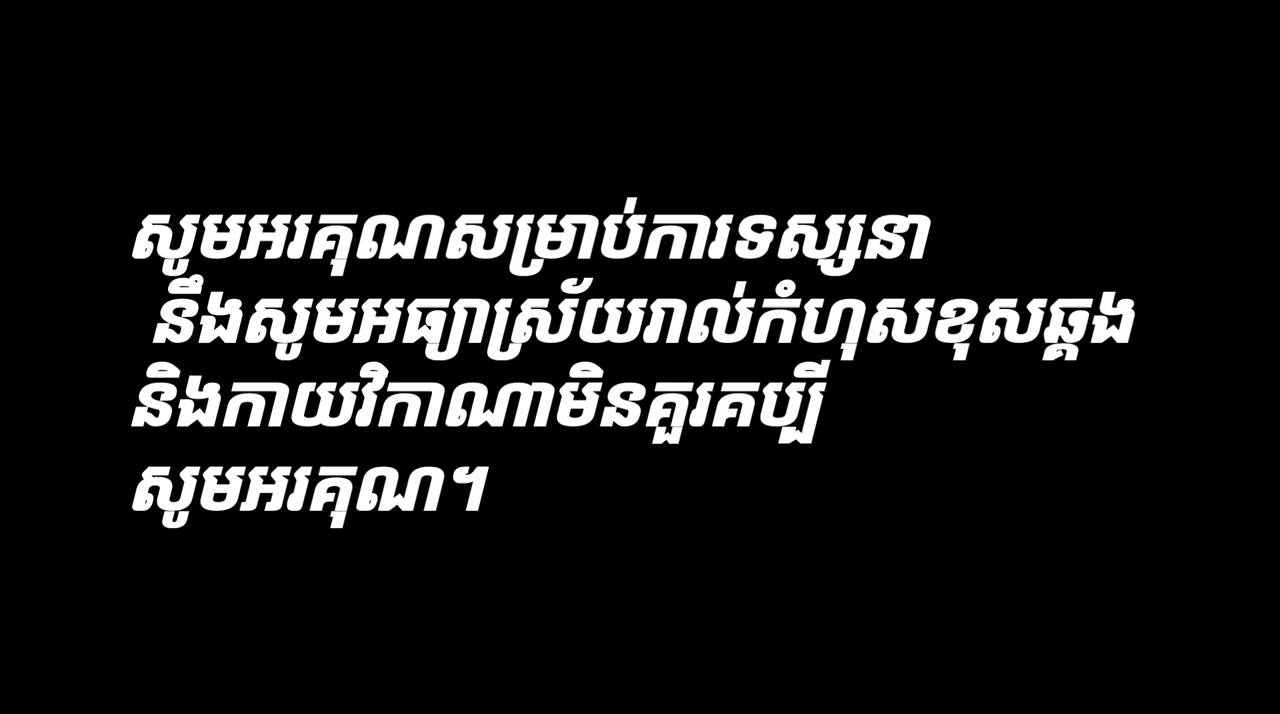 សូមអរគុណសម្រាប់ការទស្សនា
នឹងសូមអធ្យាស្រ័យរាល់កំហុសខុសឆ្គង
និងកាយវិកាណាមិនគួរគប្បី
សូមអរគុណ។